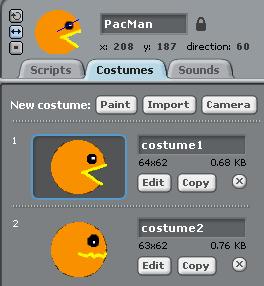 PacMan
x: 208 y: 187 direction: 60
Scripts Costumes Sounds
New costume: Paint Import Camera
1
costume1
64x62 0.68 KB
Edit Copy
2
costume2
63x62 0.76 KB
Edit Copy